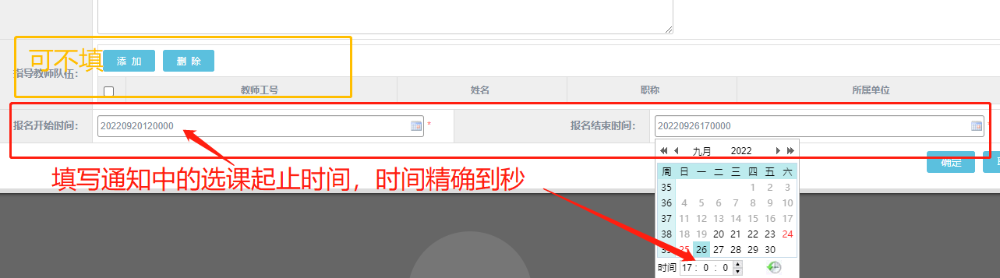 可不填
添 加 删 除
指导教师队伍：
教师工号 姓名 职称 所属单位
报名开始时间： 20220920120000 * 报名结束时间： 20220926170000 *
九月 2022
确定
填写通知中的选课起止时间，时间精确到秒
周 日 一 二 三 四 五 六
35 1 2 3
36 4 5 6 7 8 9 10
37 11 12 13 14 15 16 17
38 18 19 20 21 22 23 24
39 25 26 27 28 29 30
时间 17 : 0 : 0